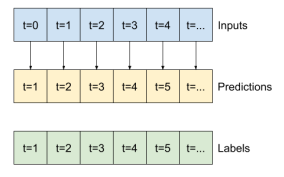 t=0 t=1 t=2 t=3 t=4 t=... Inputs
t=1 t=2 t=3 t=4 t=5 t=... Predictions
t=1 t=2 t=3 t=4 t=5 t=... Labels